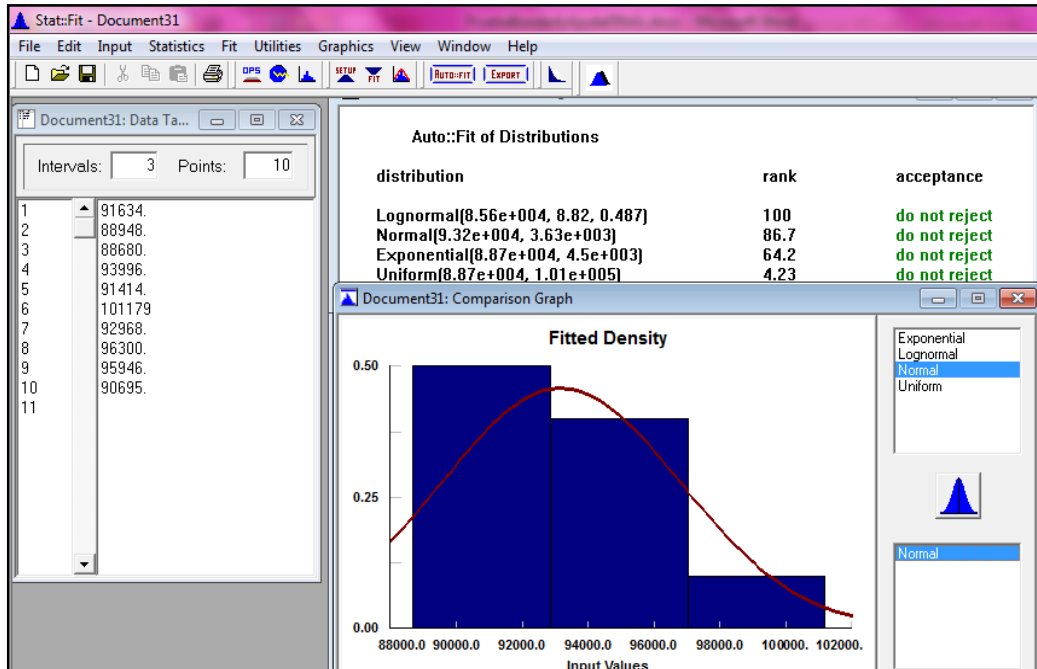 Stat::Fit - Document31
File Edit Input Statistics Fit Utilities Graphics View Window Help
OPS SETUP FIT AUTO::FIT EXPORT
Document31: Data Ta...
Intervals: 3 Points: 10
1 91634.
2 88948.
3 88680.
4 93996.
5 91414.
6 101179
7 92968.
8 96300.
9 95946.
10 90695.
11
Auto::Fit of Distributions
distribution rank acceptance
Lognormal(8.56e+004, 8.82, 0.487) 100 do not reject
Normal(9.32e+004, 3.63e+003) 86.7 do not reject
Exponential(8.87e+004, 4.5e+003) 64.2 do not reject
Uniform(8.87e+004, 1.01e+005) 4.23 do not reject
Document31: Comparison Graph
Fitted Density
0.50
0.25
0.00
88000.0 90000.0 92000.0 94000.0 96000.0 98000.0 100000. 102000.
Input Values
Exponential
Lognormal
Normal
Uniform
Normal